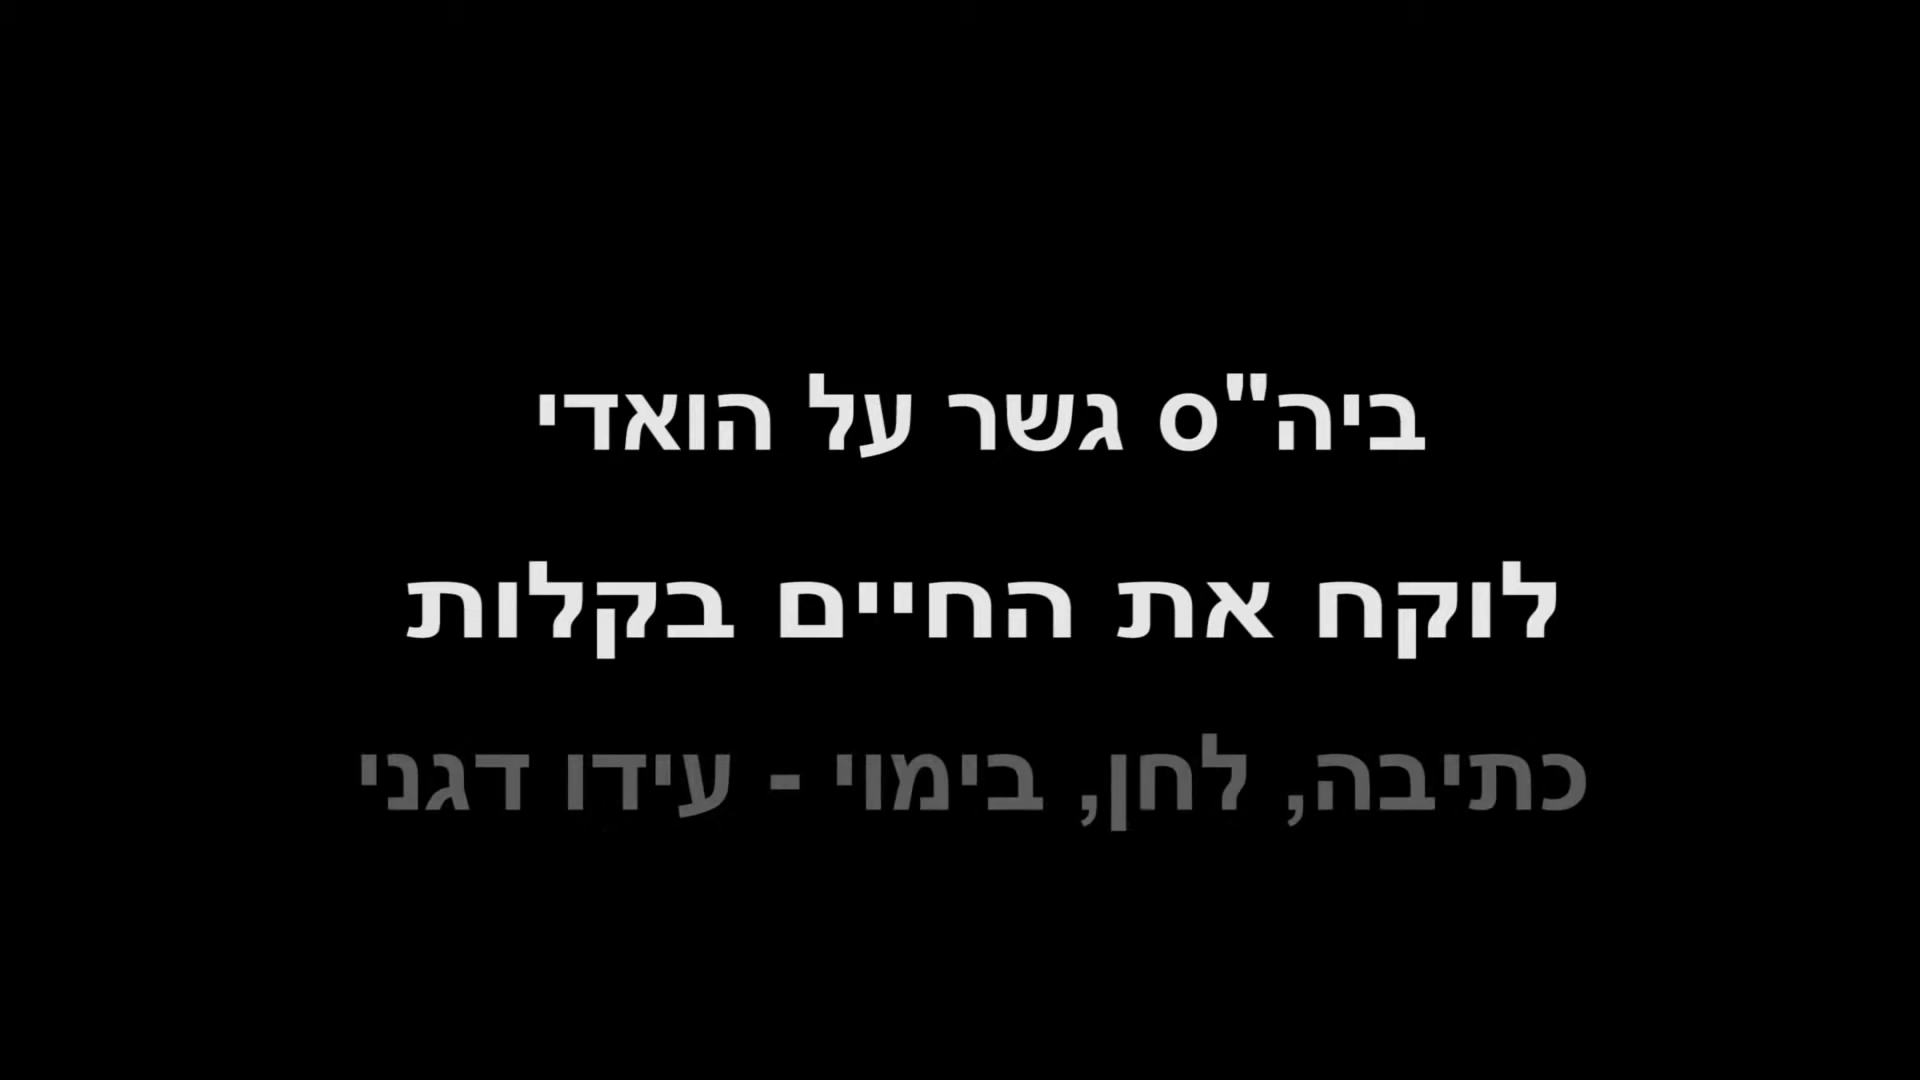 ביה"ס גשר על הואדי
לוקח את החיים בקלות
כתיבה, לחן, בימוי - עידו דגני